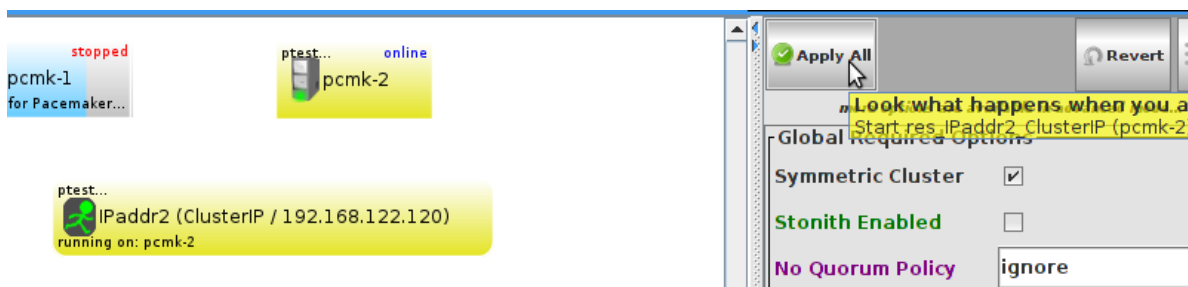 stopped
pcmk-1
for Pacemaker...
ptest...
online
pcmk-2
ptest...
IPaddr2 (ClusterIP / 192.168.122.120)
running on: pcmk-2
Apply All
Revert
Look what happens when you a
Start res_IPaddr2_ClusterIP (pcmk-2
Global Required Options
Symmetric Cluster
Stonith Enabled
No Quorum Policy
ignore